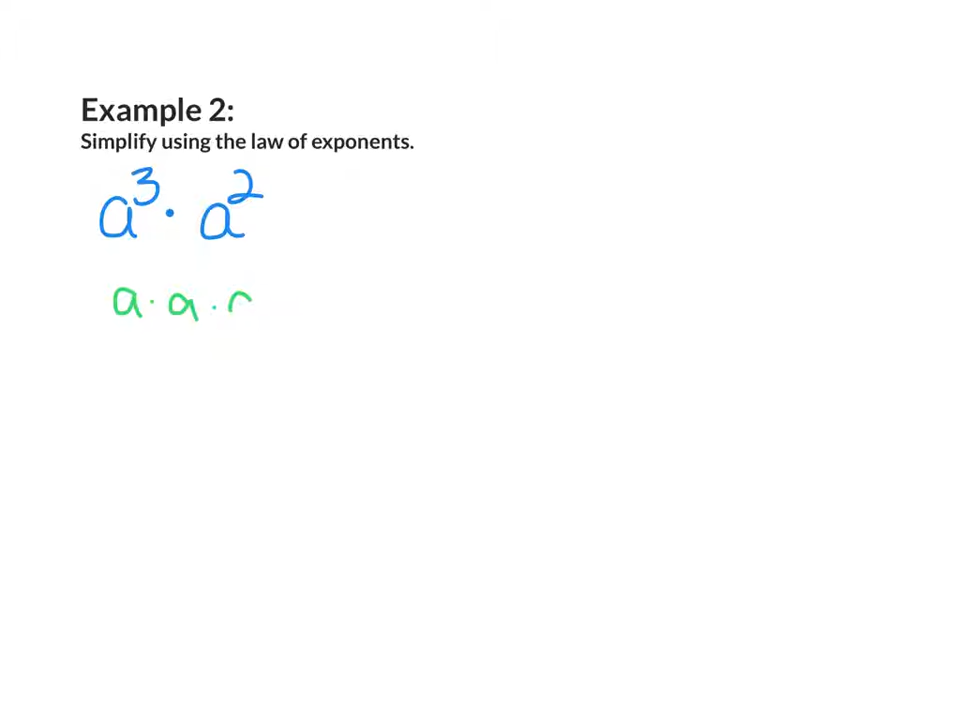 Example 2:
Simplify using the law of exponents.
a³ · a²
a · a ·